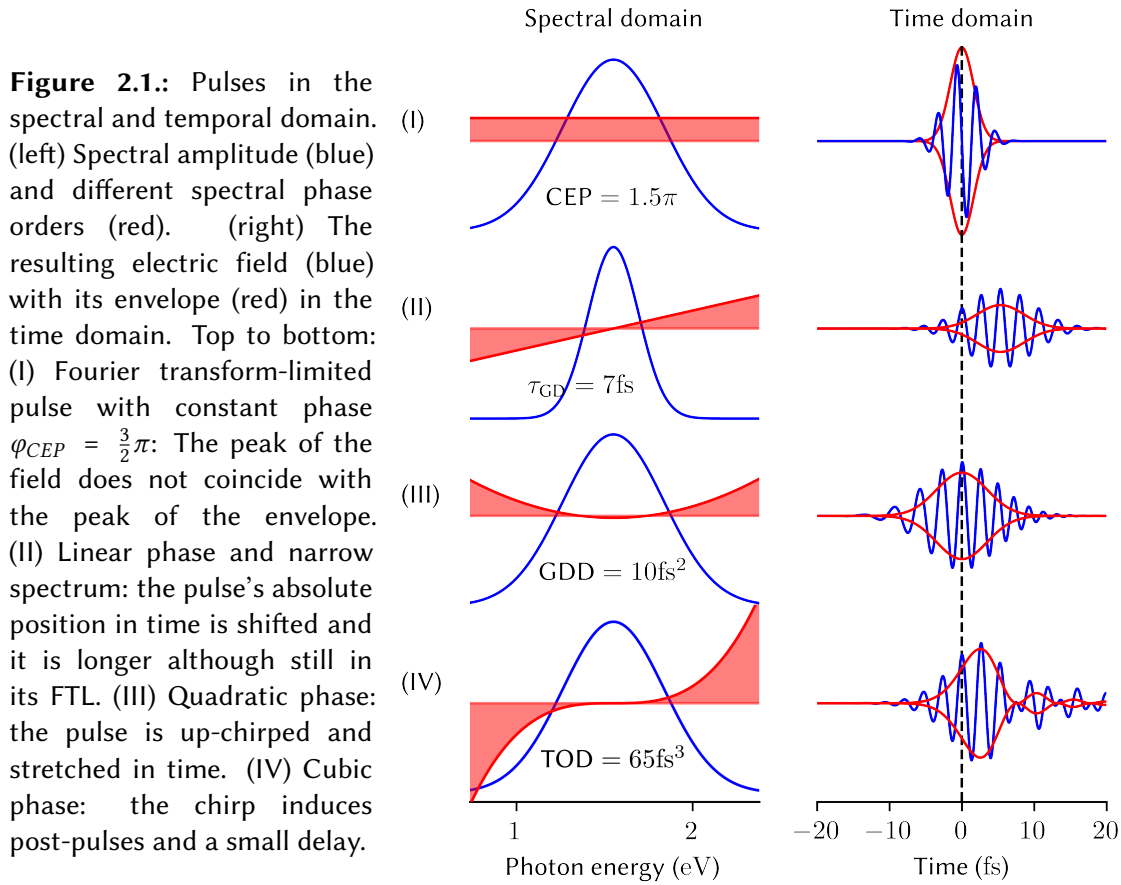 Figure 2.1.: Pulses in the
spectral and temporal domain.
(left) Spectral amplitude (blue)
and different spectral phase
orders (red). (right) The
resulting electric field (blue)
with its envelope (red) in the
time domain. Top to bottom:
(I) Fourier transform-limited
pulse with constant phase
φ_CEP = 3/2 π: The peak of the
field does not coincide with
the peak of the envelope.
(II) Linear phase and narrow
spectrum: the pulse's absolute
position in time is shifted and
it is longer although still in
its FTL. (III) Quadratic phase:
the pulse is up-chirped and
stretched in time. (IV) Cubic
phase: the chirp induces
post-pulses and a small delay.
Spectral domain
Time domain
(I)
CEP = 1.5π
(II)
τ_GD = 7fs
(III)
GDD = 10fs²
(IV)
TOD = 65fs³
1 2
Photon energy (eV)
−20 −10 0 10 20
Time (fs)